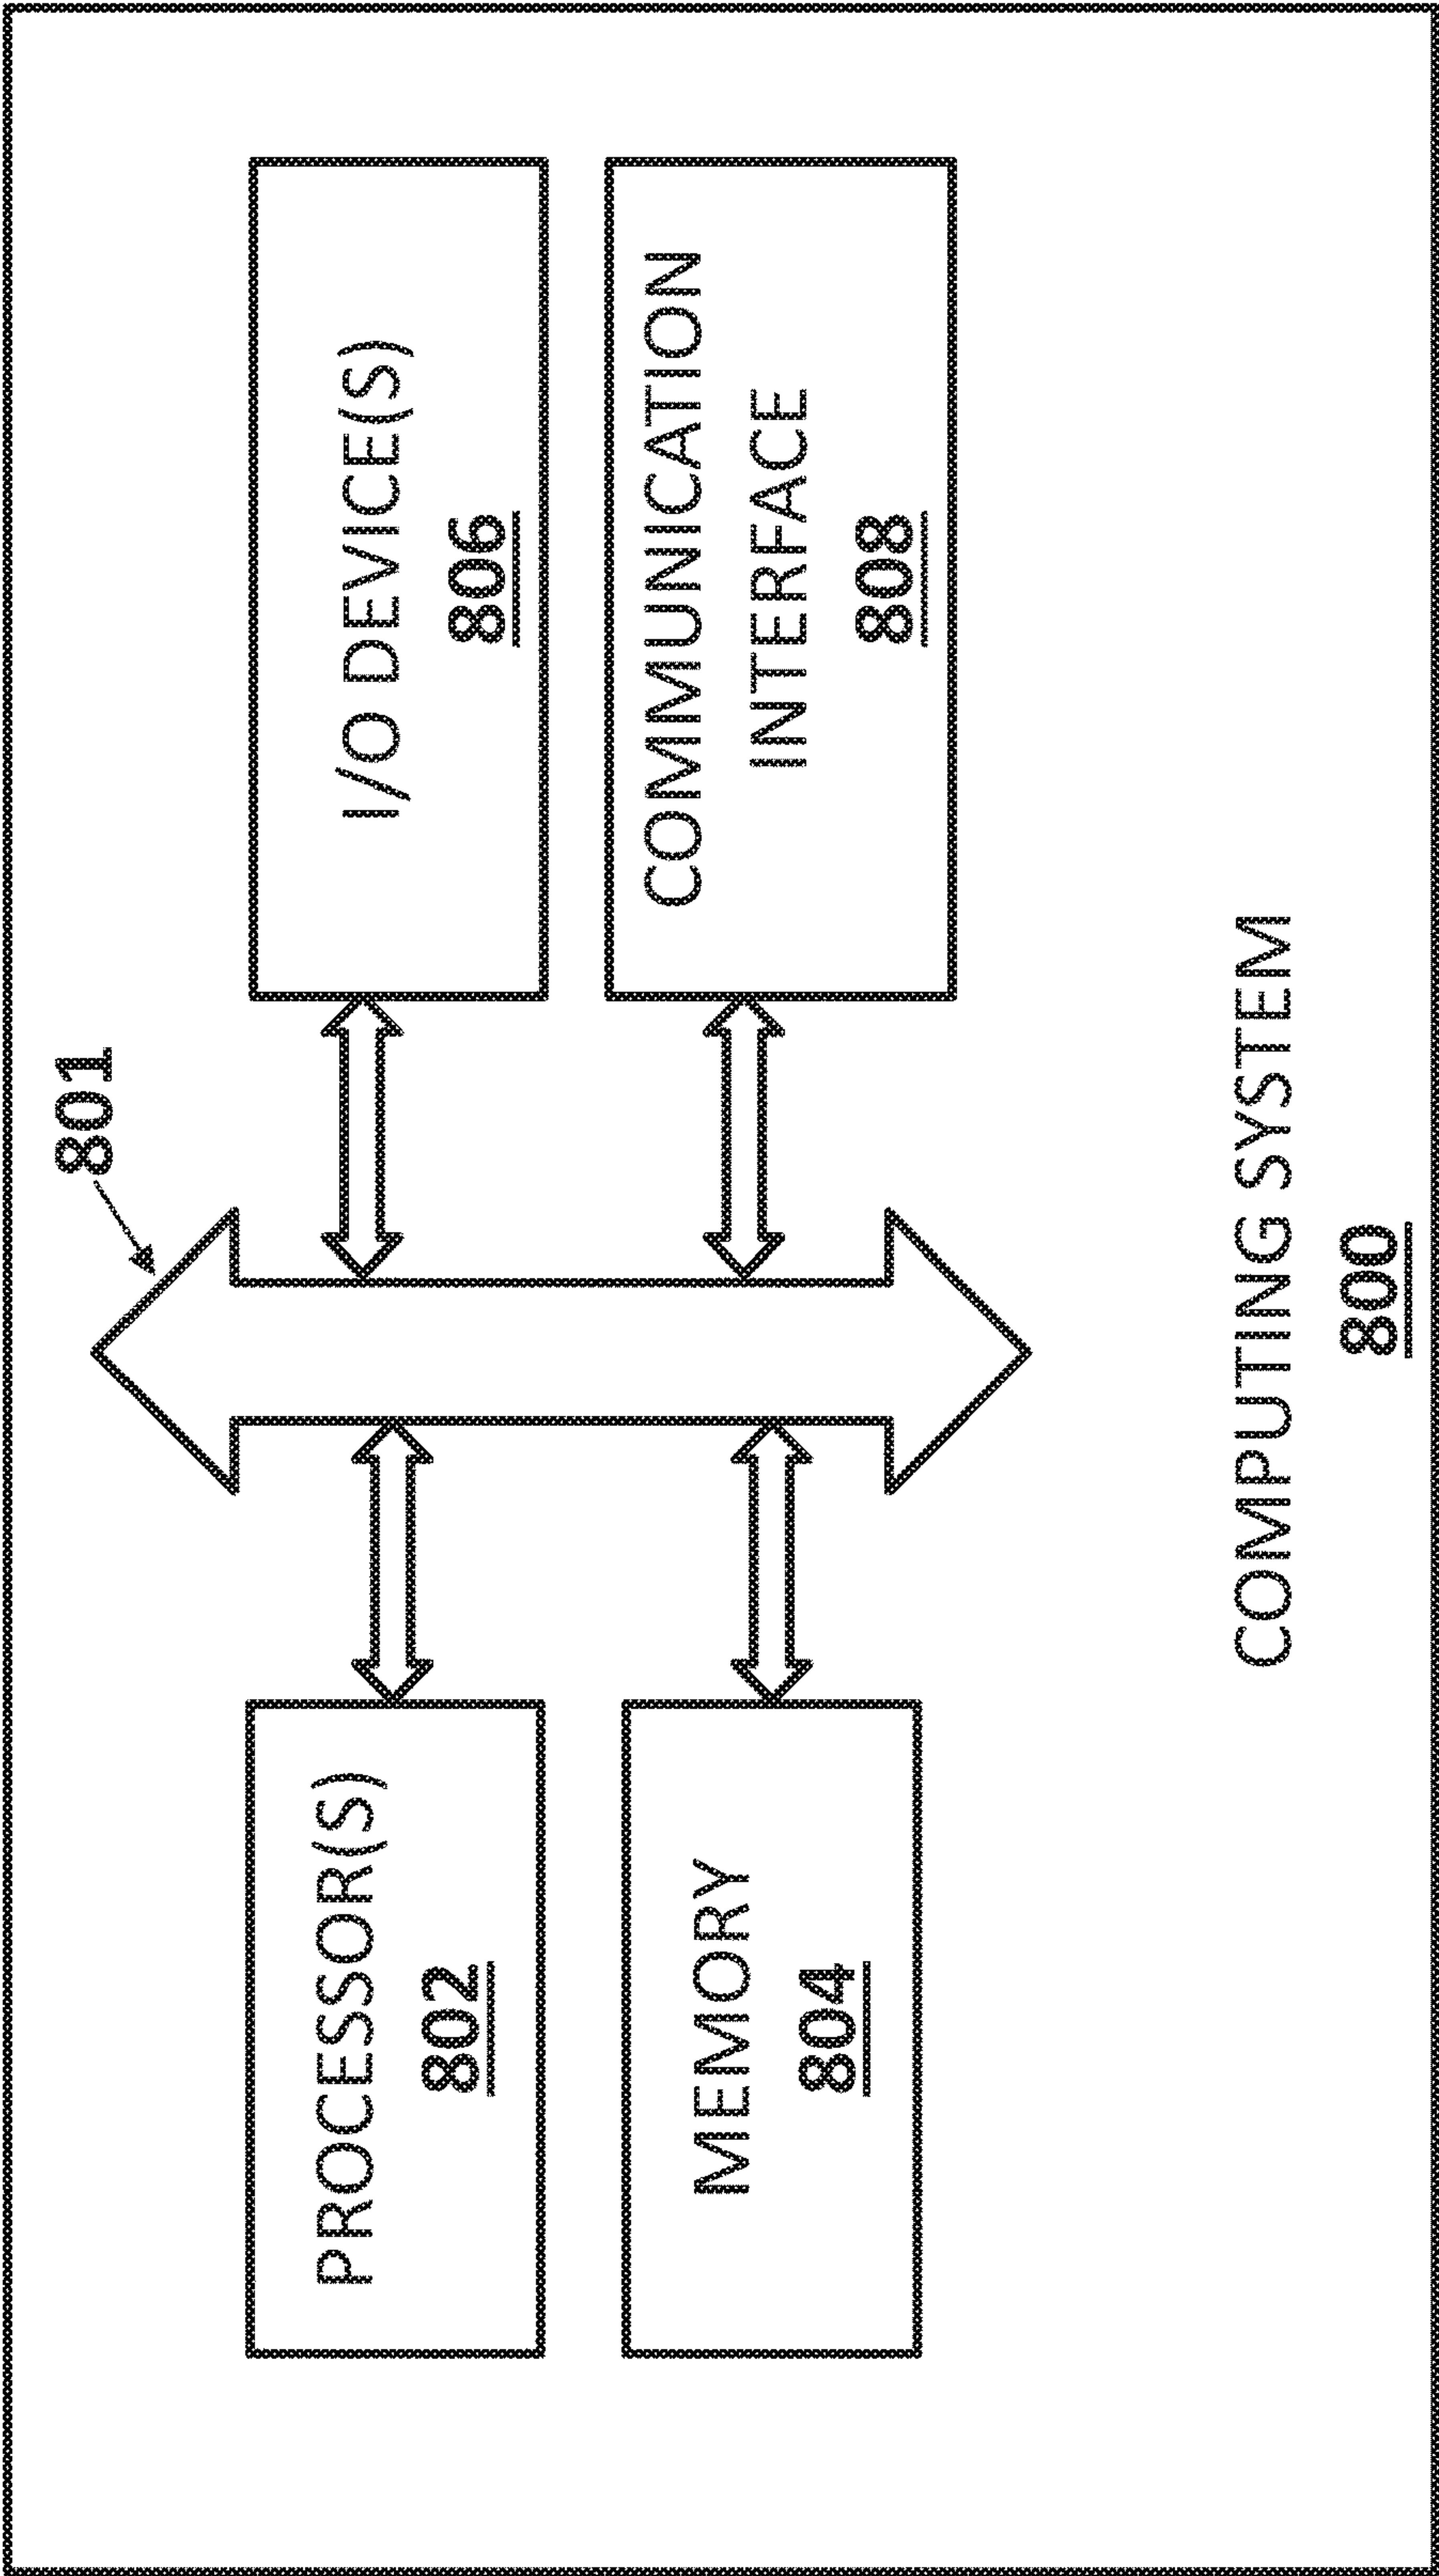 801
PROCESSOR(S)
802
I/O DEVICE(S)
806
MEMORY
804
COMMUNICATION
INTERFACE
808
COMPUTING SYSTEM
800